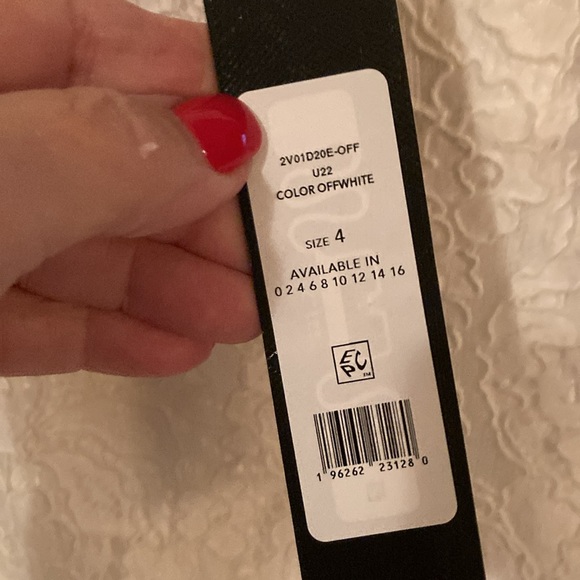 2V01D20E-OFF
U22
COLOR OFFWHITE
SIZE 4
AVAILABLE IN
0 2 4 6 8 10 12 14 16
EPC TM
1 96262 23128 0